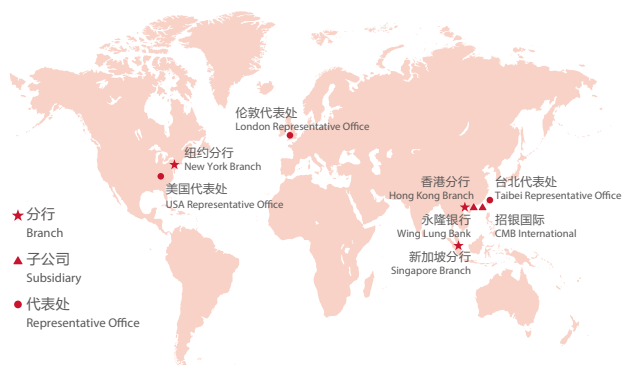 伦敦代表处
London Representative Office
纽约分行
New York Branch
美国代表处
USA Representative Office
香港分行
Hong Kong Branch
台北代表处
Taibei Representative Office
永隆银行
Wing Lung Bank
招银国际
CMB International
新加坡分行
Singapore Branch
分行
Branch
子公司
Subsidiary
代表处
Representative Office